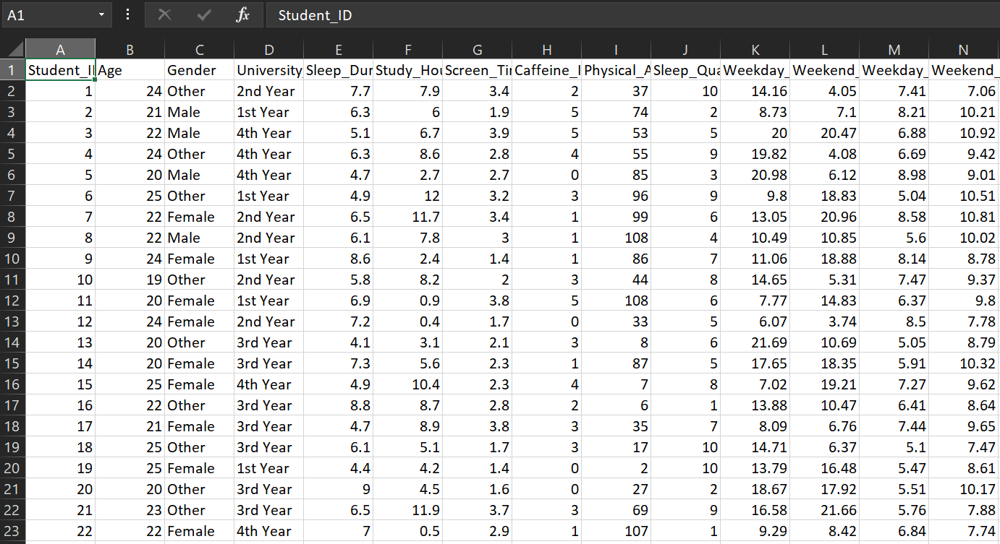 A1 fx Student_ID
A B C D E F G H I J K L M N
1 Student_I Age Gender University_ Sleep_Dur Study_Hou Screen_Ti Caffeine_I Physical_A Sleep_Qua Weekday_ Weekend_ Weekday_ Weekend_
2 1 24 Other 2nd Year 7.7 7.9 3.4 2 37 10 14.16 4.05 7.41 7.06
3 2 21 Male 1st Year 6.3 6 1.9 5 74 2 8.73 7.1 8.21 10.21
4 3 22 Male 4th Year 5.1 6.7 3.9 5 53 5 20 20.47 6.88 10.92
5 4 24 Other 4th Year 6.3 8.6 2.8 4 55 9 19.82 4.08 6.69 9.42
6 5 20 Male 4th Year 4.7 2.7 2.7 0 85 3 20.98 6.12 8.98 9.01
7 6 25 Other 1st Year 4.9 12 3.2 3 96 9 9.8 18.83 5.04 10.51
8 7 22 Female 2nd Year 6.5 11.7 3.4 1 99 6 13.05 20.96 8.58 10.81
9 8 22 Male 2nd Year 6.1 7.8 3 1 108 4 10.49 10.85 5.6 10.02
10 9 24 Female 1st Year 8.6 2.4 1.4 1 86 7 11.06 18.88 8.14 8.78
11 10 19 Other 2nd Year 5.8 8.2 2 3 44 8 14.65 5.31 7.47 9.37
12 11 20 Female 1st Year 6.9 0.9 3.8 5 108 6 7.77 14.83 6.37 9.8
13 12 24 Female 2nd Year 7.2 0.4 1.7 0 33 5 6.07 3.74 8.5 7.78
14 13 20 Other 3rd Year 4.1 3.1 2.1 3 8 6 21.69 10.69 5.05 8.79
15 14 20 Female 3rd Year 7.3 5.6 2.3 1 87 5 17.65 18.35 5.91 10.32
16 15 25 Female 4th Year 4.9 10.4 2.3 4 7 8 7.02 19.21 7.27 9.62
17 16 22 Other 3rd Year 8.8 8.7 2.8 2 6 1 13.88 10.47 6.41 8.64
18 17 21 Female 3rd Year 4.7 8.9 3.8 3 35 7 8.09 6.76 7.44 9.65
19 18 25 Other 3rd Year 6.1 5.1 1.7 3 17 10 14.71 6.37 5.1 7.47
20 19 25 Female 1st Year 4.4 4.2 1.4 0 2 10 13.79 16.48 5.47 8.61
21 20 20 Other 3rd Year 9 4.5 1.6 0 27 2 18.67 17.92 5.51 10.17
22 21 23 Other 3rd Year 6.5 11.9 3.7 3 69 9 16.58 21.66 5.76 7.88
23 22 22 Female 4th Year 7 0.5 2.9 1 107 1 9.29 8.42 6.84 7.74